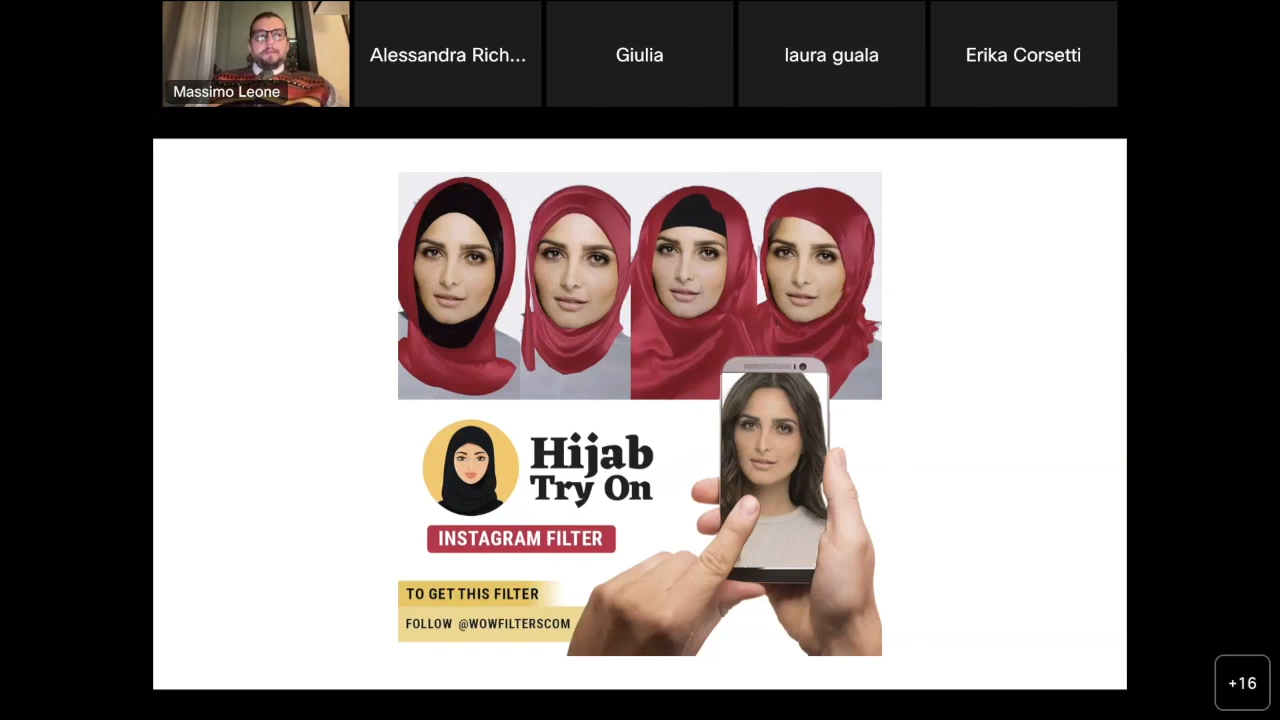 Massimo Leone
Alessandra Rich...
Giulia
laura guala
Erika Corsetti
Hijab
Try On
INSTAGRAM FILTER
TO GET THIS FILTER
FOLLOW @WOWFILTERSCOM
+16